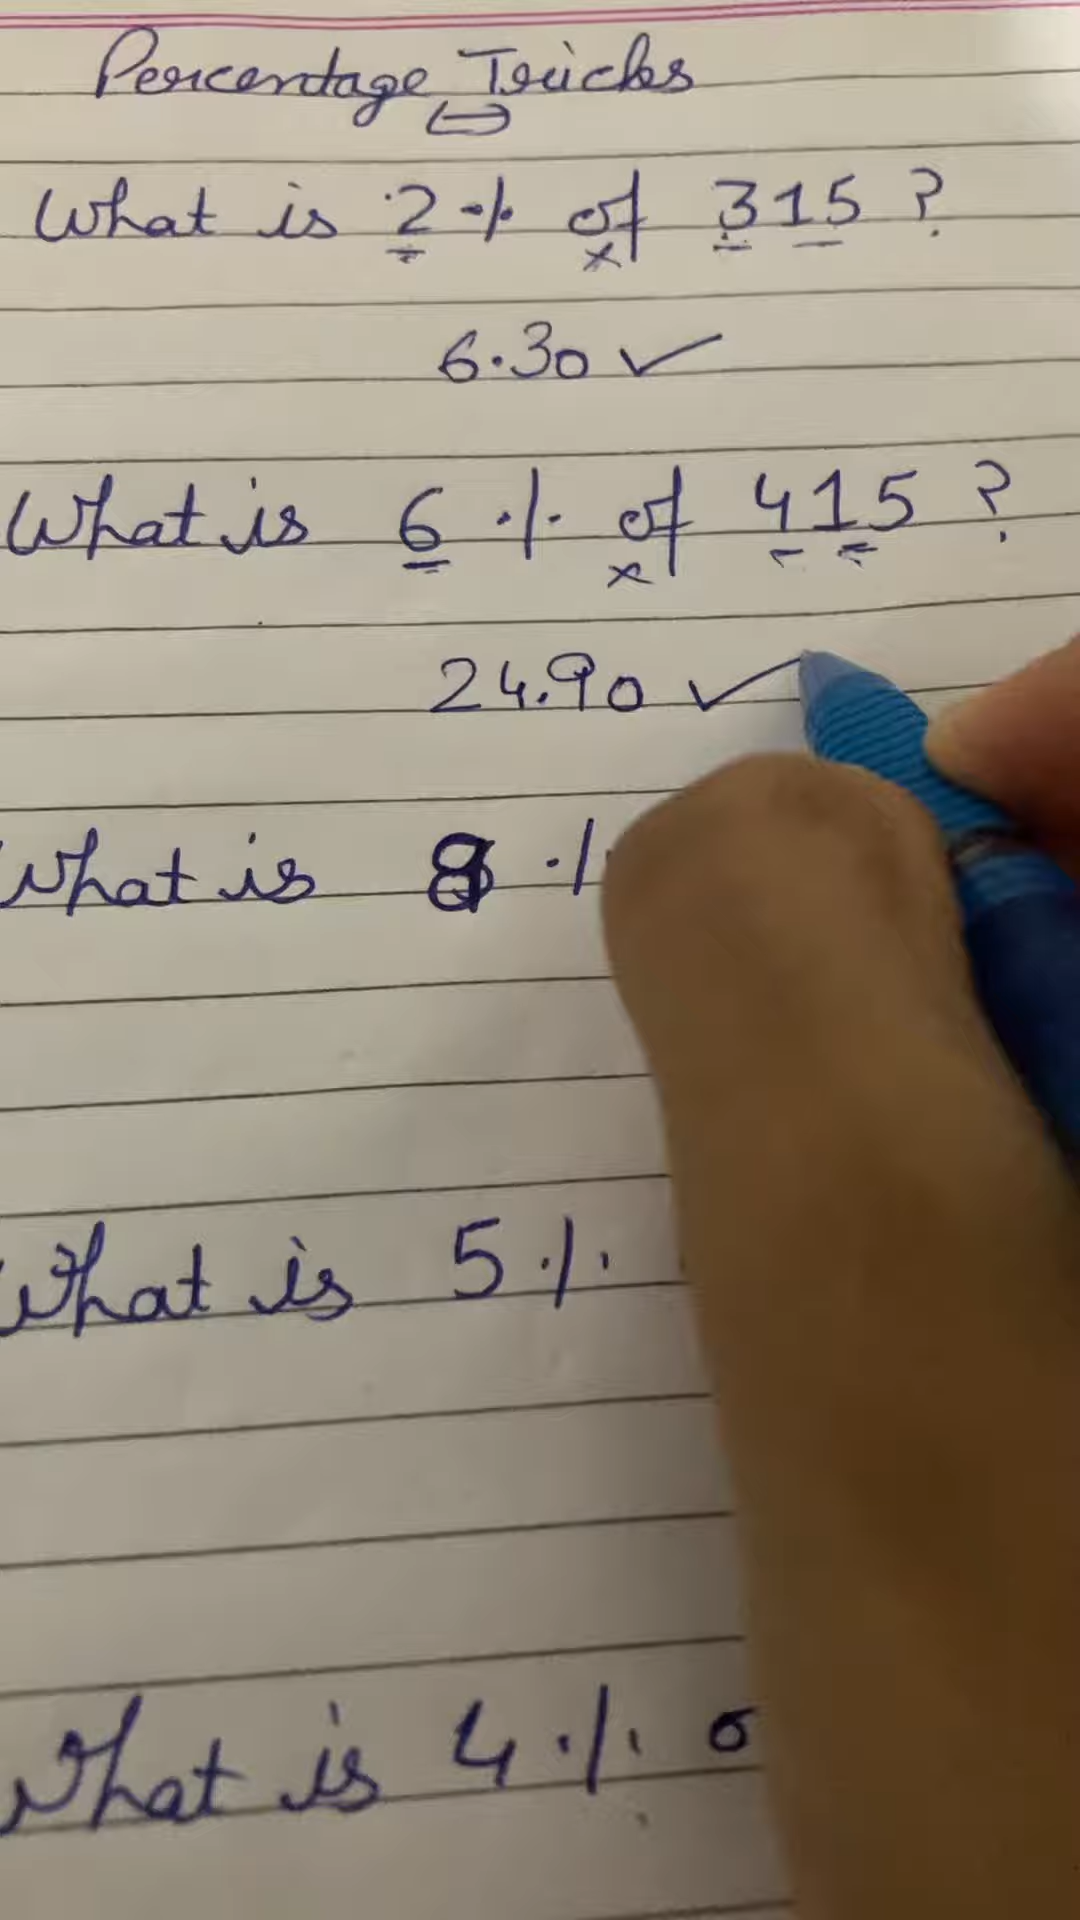 Percentage Tricks
What is 2 % of 315 ?
×
6.30 ✓
What is 6 % of 415 ?
×
24.90 ✓
What is 8 %
What is 5 %
What is 4 % o